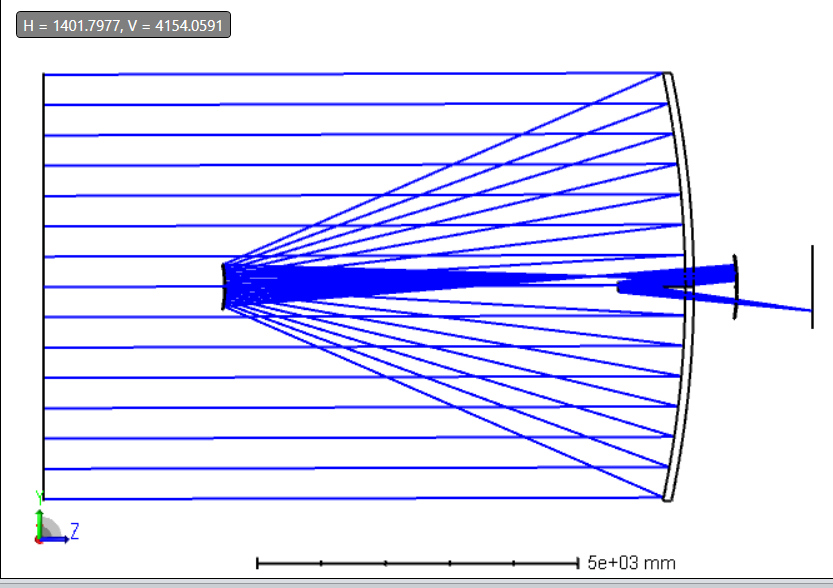 H = 1401.7977, V = 4154.0591
Y
Z
5e+03 mm